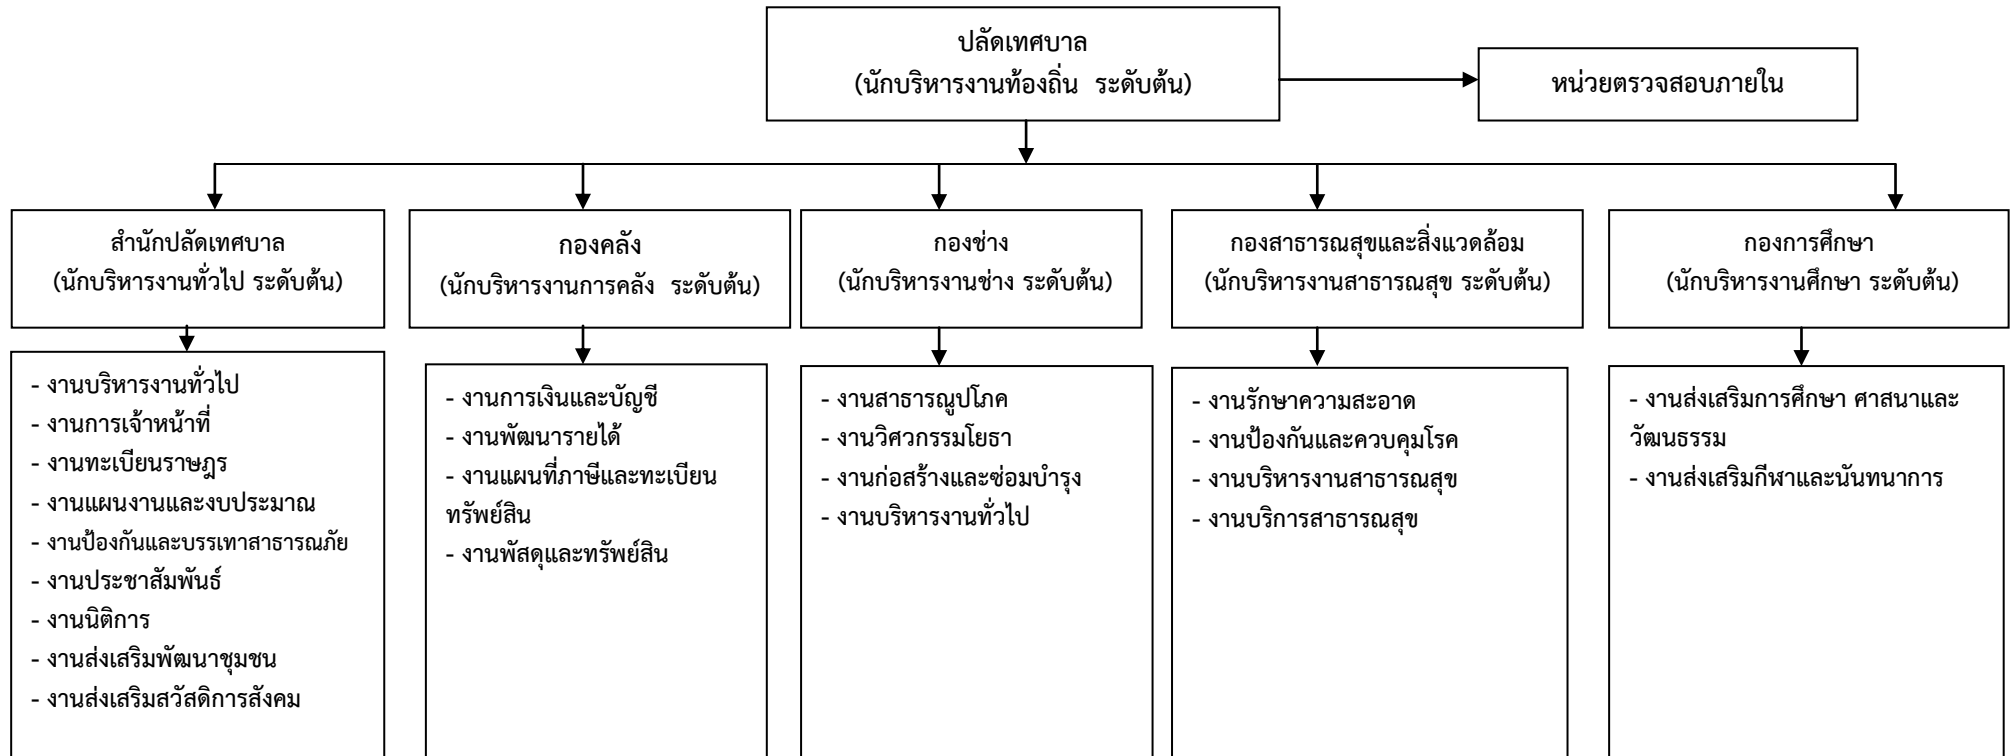 ปลัดเทศบาล
(นักบริหารงานท้องถิ่น ระดับต้น)
หน่วยตรวจสอบภายใน
สำนักปลัดเทศบาล
(นักบริหารงานทั่วไป ระดับต้น)
กองคลัง
(นักบริหารงานการคลัง ระดับต้น)
กองช่าง
(นักบริหารงานช่าง ระดับต้น)
กองสาธารณสุขและสิ่งแวดล้อม
(นักบริหารงานสาธารณสุข ระดับต้น)
กองการศึกษา
(นักบริหารงานศึกษา ระดับต้น)
- งานบริหารงานทั่วไป
- งานการเจ้าหน้าที่
- งานทะเบียนราษฎร
- งานแผนงานและงบประมาณ
- งานป้องกันและบรรเทาสาธารณภัย
- งานประชาสัมพันธ์
- งานนิติการ
- งานส่งเสริมพัฒนาชุมชน
- งานส่งเสริมสวัสดิการสังคม
- งานการเงินและบัญชี
- งานพัฒนารายได้
- งานแผนที่ภาษีและทะเบียน
ทรัพย์สิน
- งานพัสดุและทรัพย์สิน
- งานสาธารณูปโภค
- งานวิศวกรรมโยธา
- งานก่อสร้างและซ่อมบำรุง
- งานบริหารงานทั่วไป
- งานรักษาความสะอาด
- งานป้องกันและควบคุมโรค
- งานบริหารงานสาธารณสุข
- งานบริการสาธารณสุข
- งานส่งเสริมการศึกษา ศาสนาและ
วัฒนธรรม
- งานส่งเสริมกีฬาและนันทนาการ